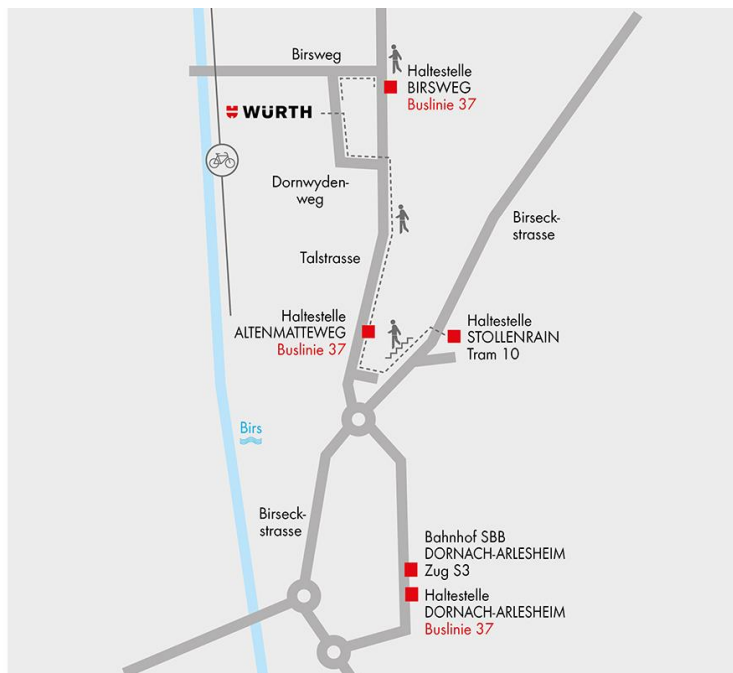 Birsweg
Haltestelle
BIRSWEG
Buslinie 37
WÜRTH
Dornwyden-
weg
Birseck-
strasse
Talstrasse
Haltestelle
ALTENMATTEWEG
Buslinie 37
Haltestelle
STOLLENRAIN
Tram 10
Birs
Birseck-
strasse
Bahnhof SBB
DORNACH-ARLESHEIM
Zug S3
Haltestelle
DORNACH-ARLESHEIM
Buslinie 37